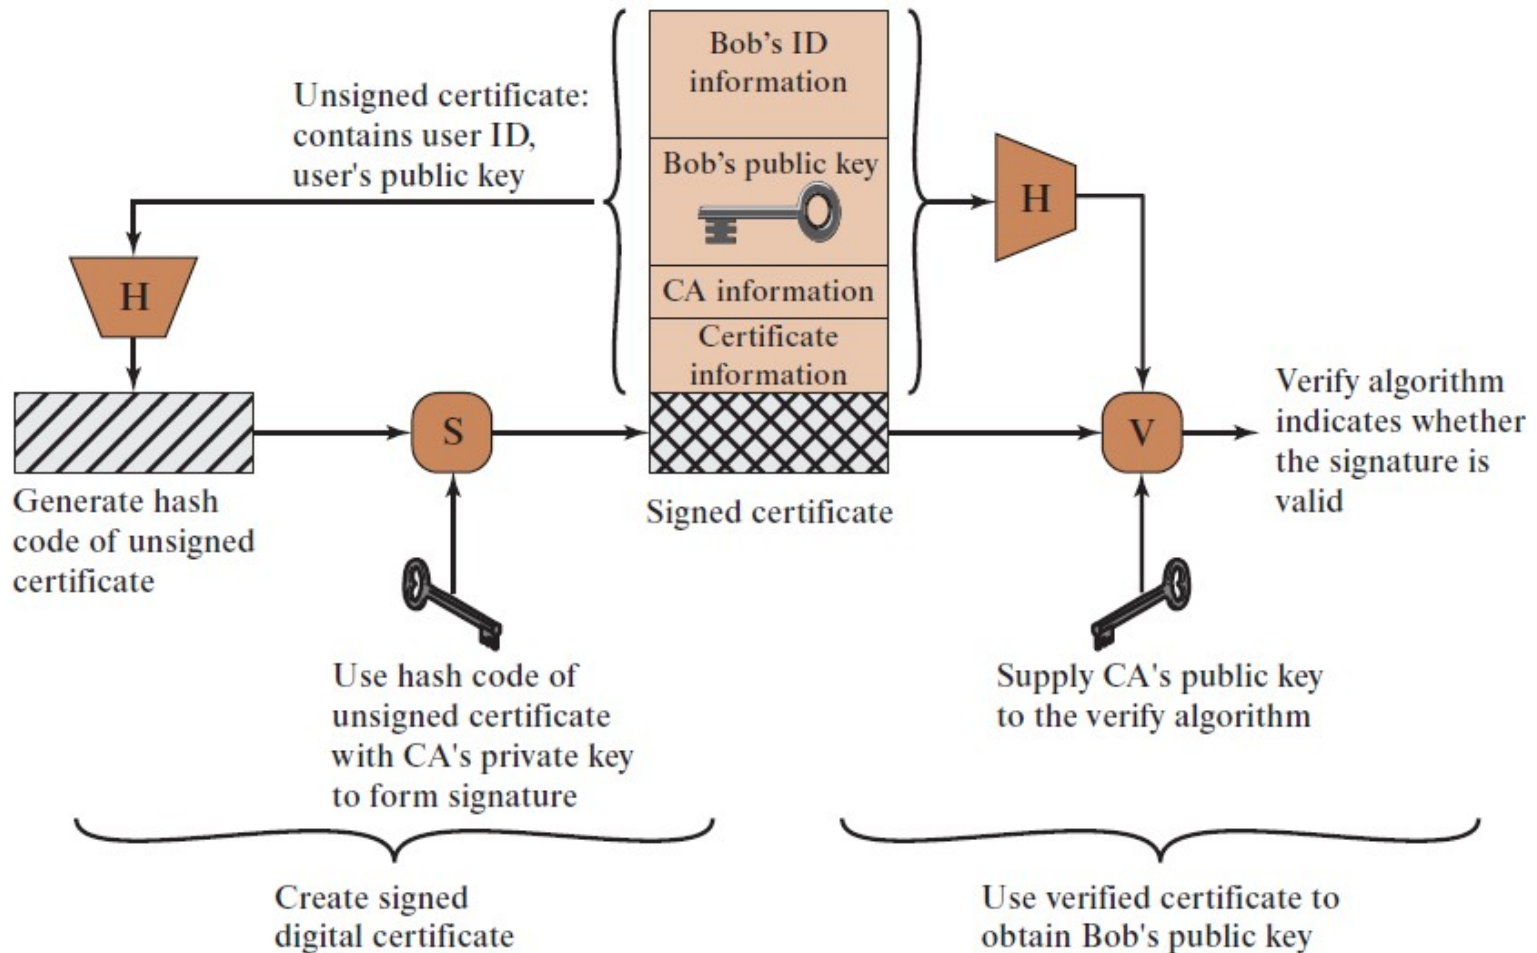 Unsigned certificate:
contains user ID,
user's public key
H
Generate hash
code of unsigned
certificate
S
Use hash code of
unsigned certificate
with CA's private key
to form signature
Create signed
digital certificate
Bob’s ID
information
Bob’s public key
CA information
Certificate
information
Signed certificate
H
V
Verify algorithm
indicates whether
the signature is
valid
Supply CA's public key
to the verify algorithm
Use verified certificate to
obtain Bob's public key